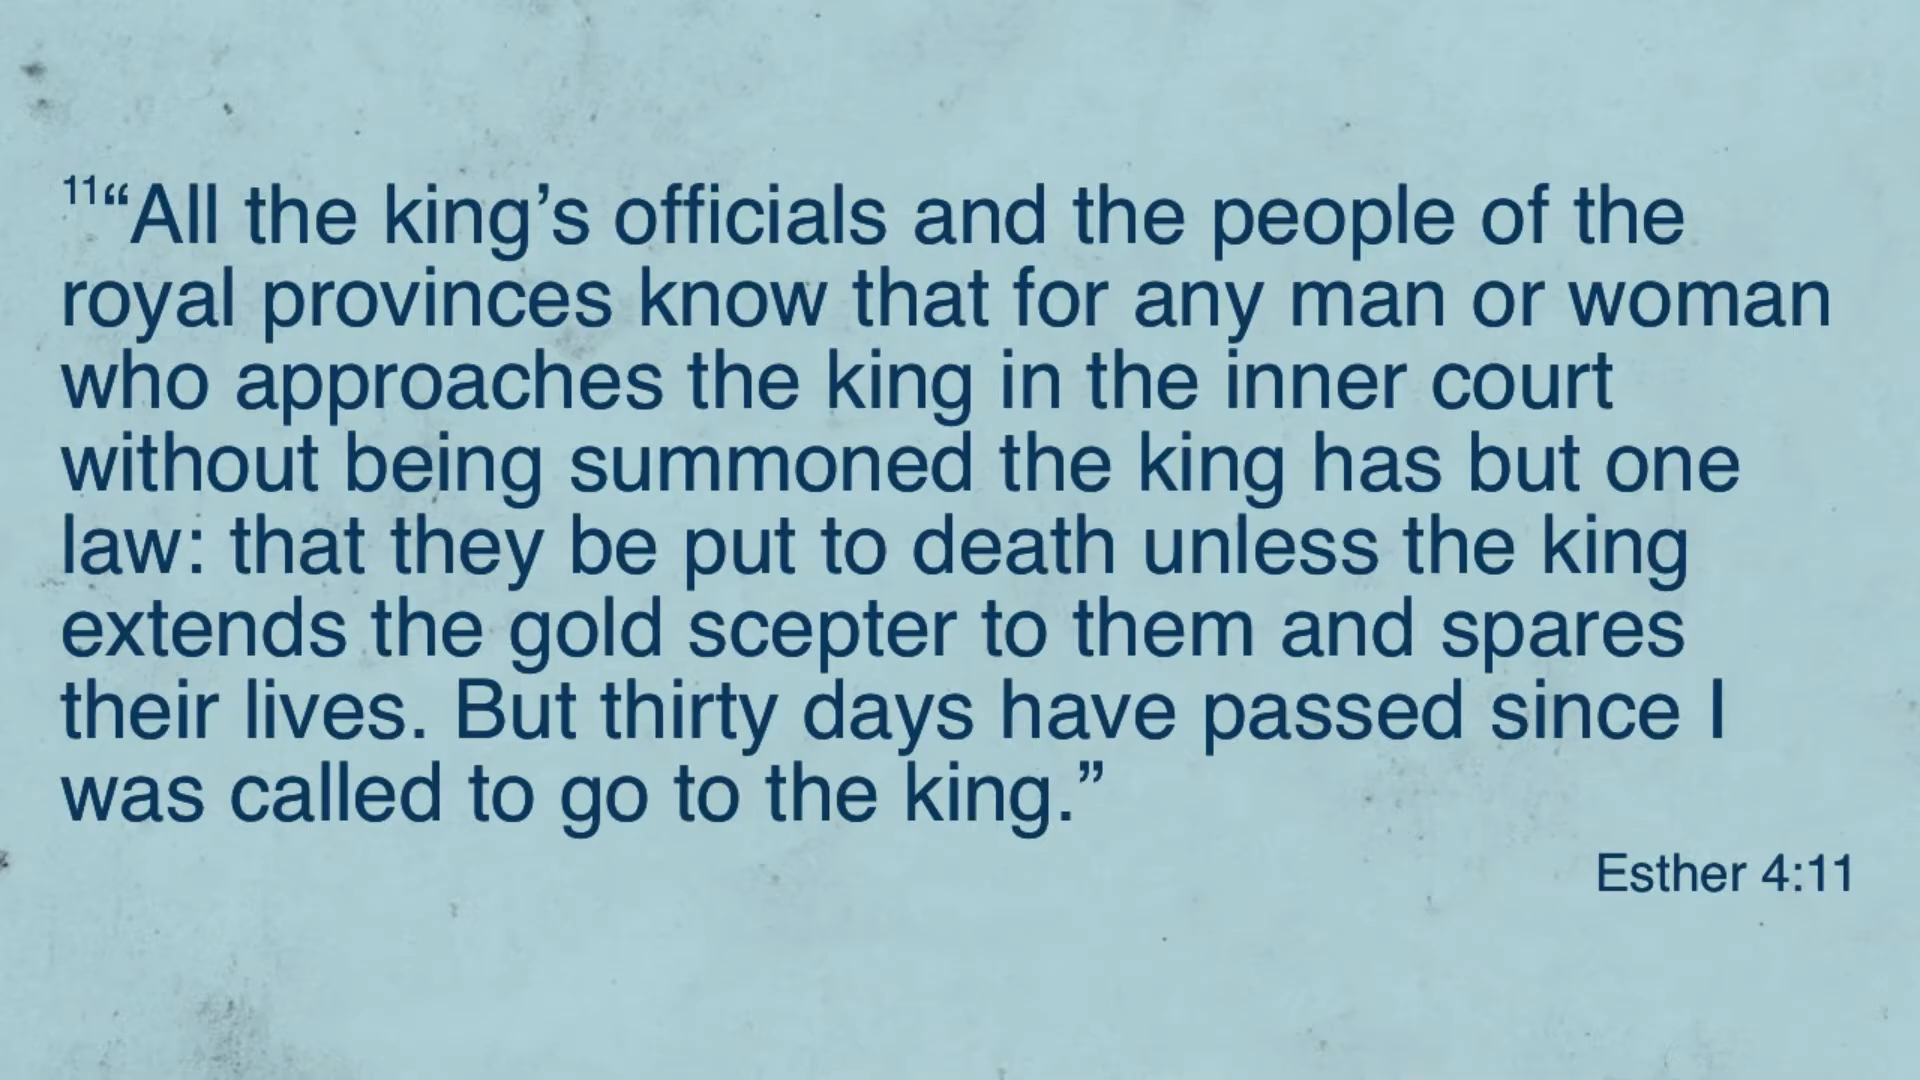 11“All the king’s officials and the people of the
royal provinces know that for any man or woman
who approaches the king in the inner court
without being summoned the king has but one
law: that they be put to death unless the king
extends the gold scepter to them and spares
their lives. But thirty days have passed since I
was called to go to the king.”
Esther 4:11